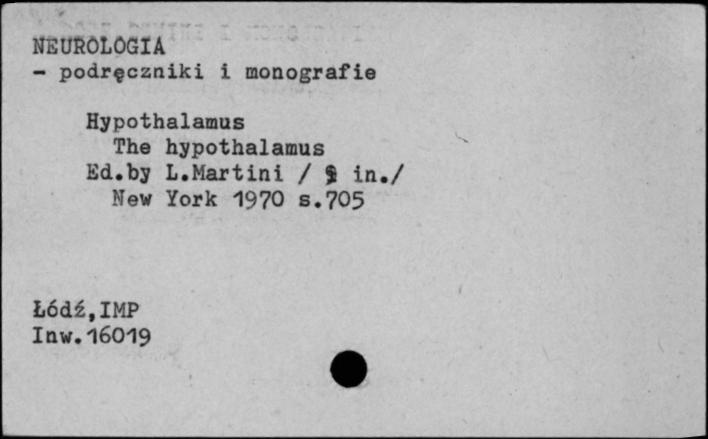 NEUROLOGIA
- podręczniki i monografie
Hypothalamus
The hypothalamus
Ed.by L.Martini / i in./
New York 1970 s.705
Łódź,IMP
Inw.16019